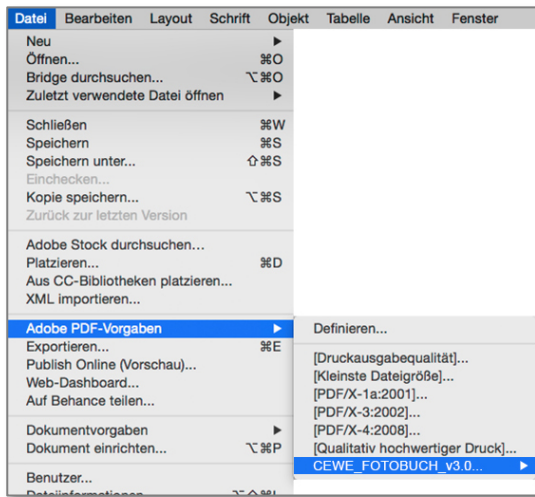 Datei Bearbeiten Layout Schrift Objekt Tabelle Ansicht Fenster
Neu ▶
Öffnen... ⌘O
Bridge durchsuchen... ⌥⌘O
Zuletzt verwendete Datei öffnen ▶
Schließen ⌘W
Speichern ⌘S
Speichern unter... ⇧⌘S
Einchecken...
Kopie speichern... ⌥⌘S
Zurück zur letzten Version
Adobe Stock durchsuchen...
Platzieren... ⌘D
Aus CC-Bibliotheken platzieren...
XML importieren...
Adobe PDF-Vorgaben ▶
Exportieren... ⌘E
Publish Online (Vorschau)...
Web-Dashboard...
Auf Behance teilen...
Dokumentvorgaben ▶
Dokument einrichten... ⌥⌘P
Benutzer...
Dateiinformationen... ⌥⇧⌘I
Definieren...
[Druckausgabequalität]...
[Kleinste Dateigröße]...
[PDF/X-1a:2001]...
[PDF/X-3:2002]...
[PDF/X-4:2008]...
[Qualitativ hochwertiger Druck]...
CEWE_FOTOBUCH_v3.0... ▶